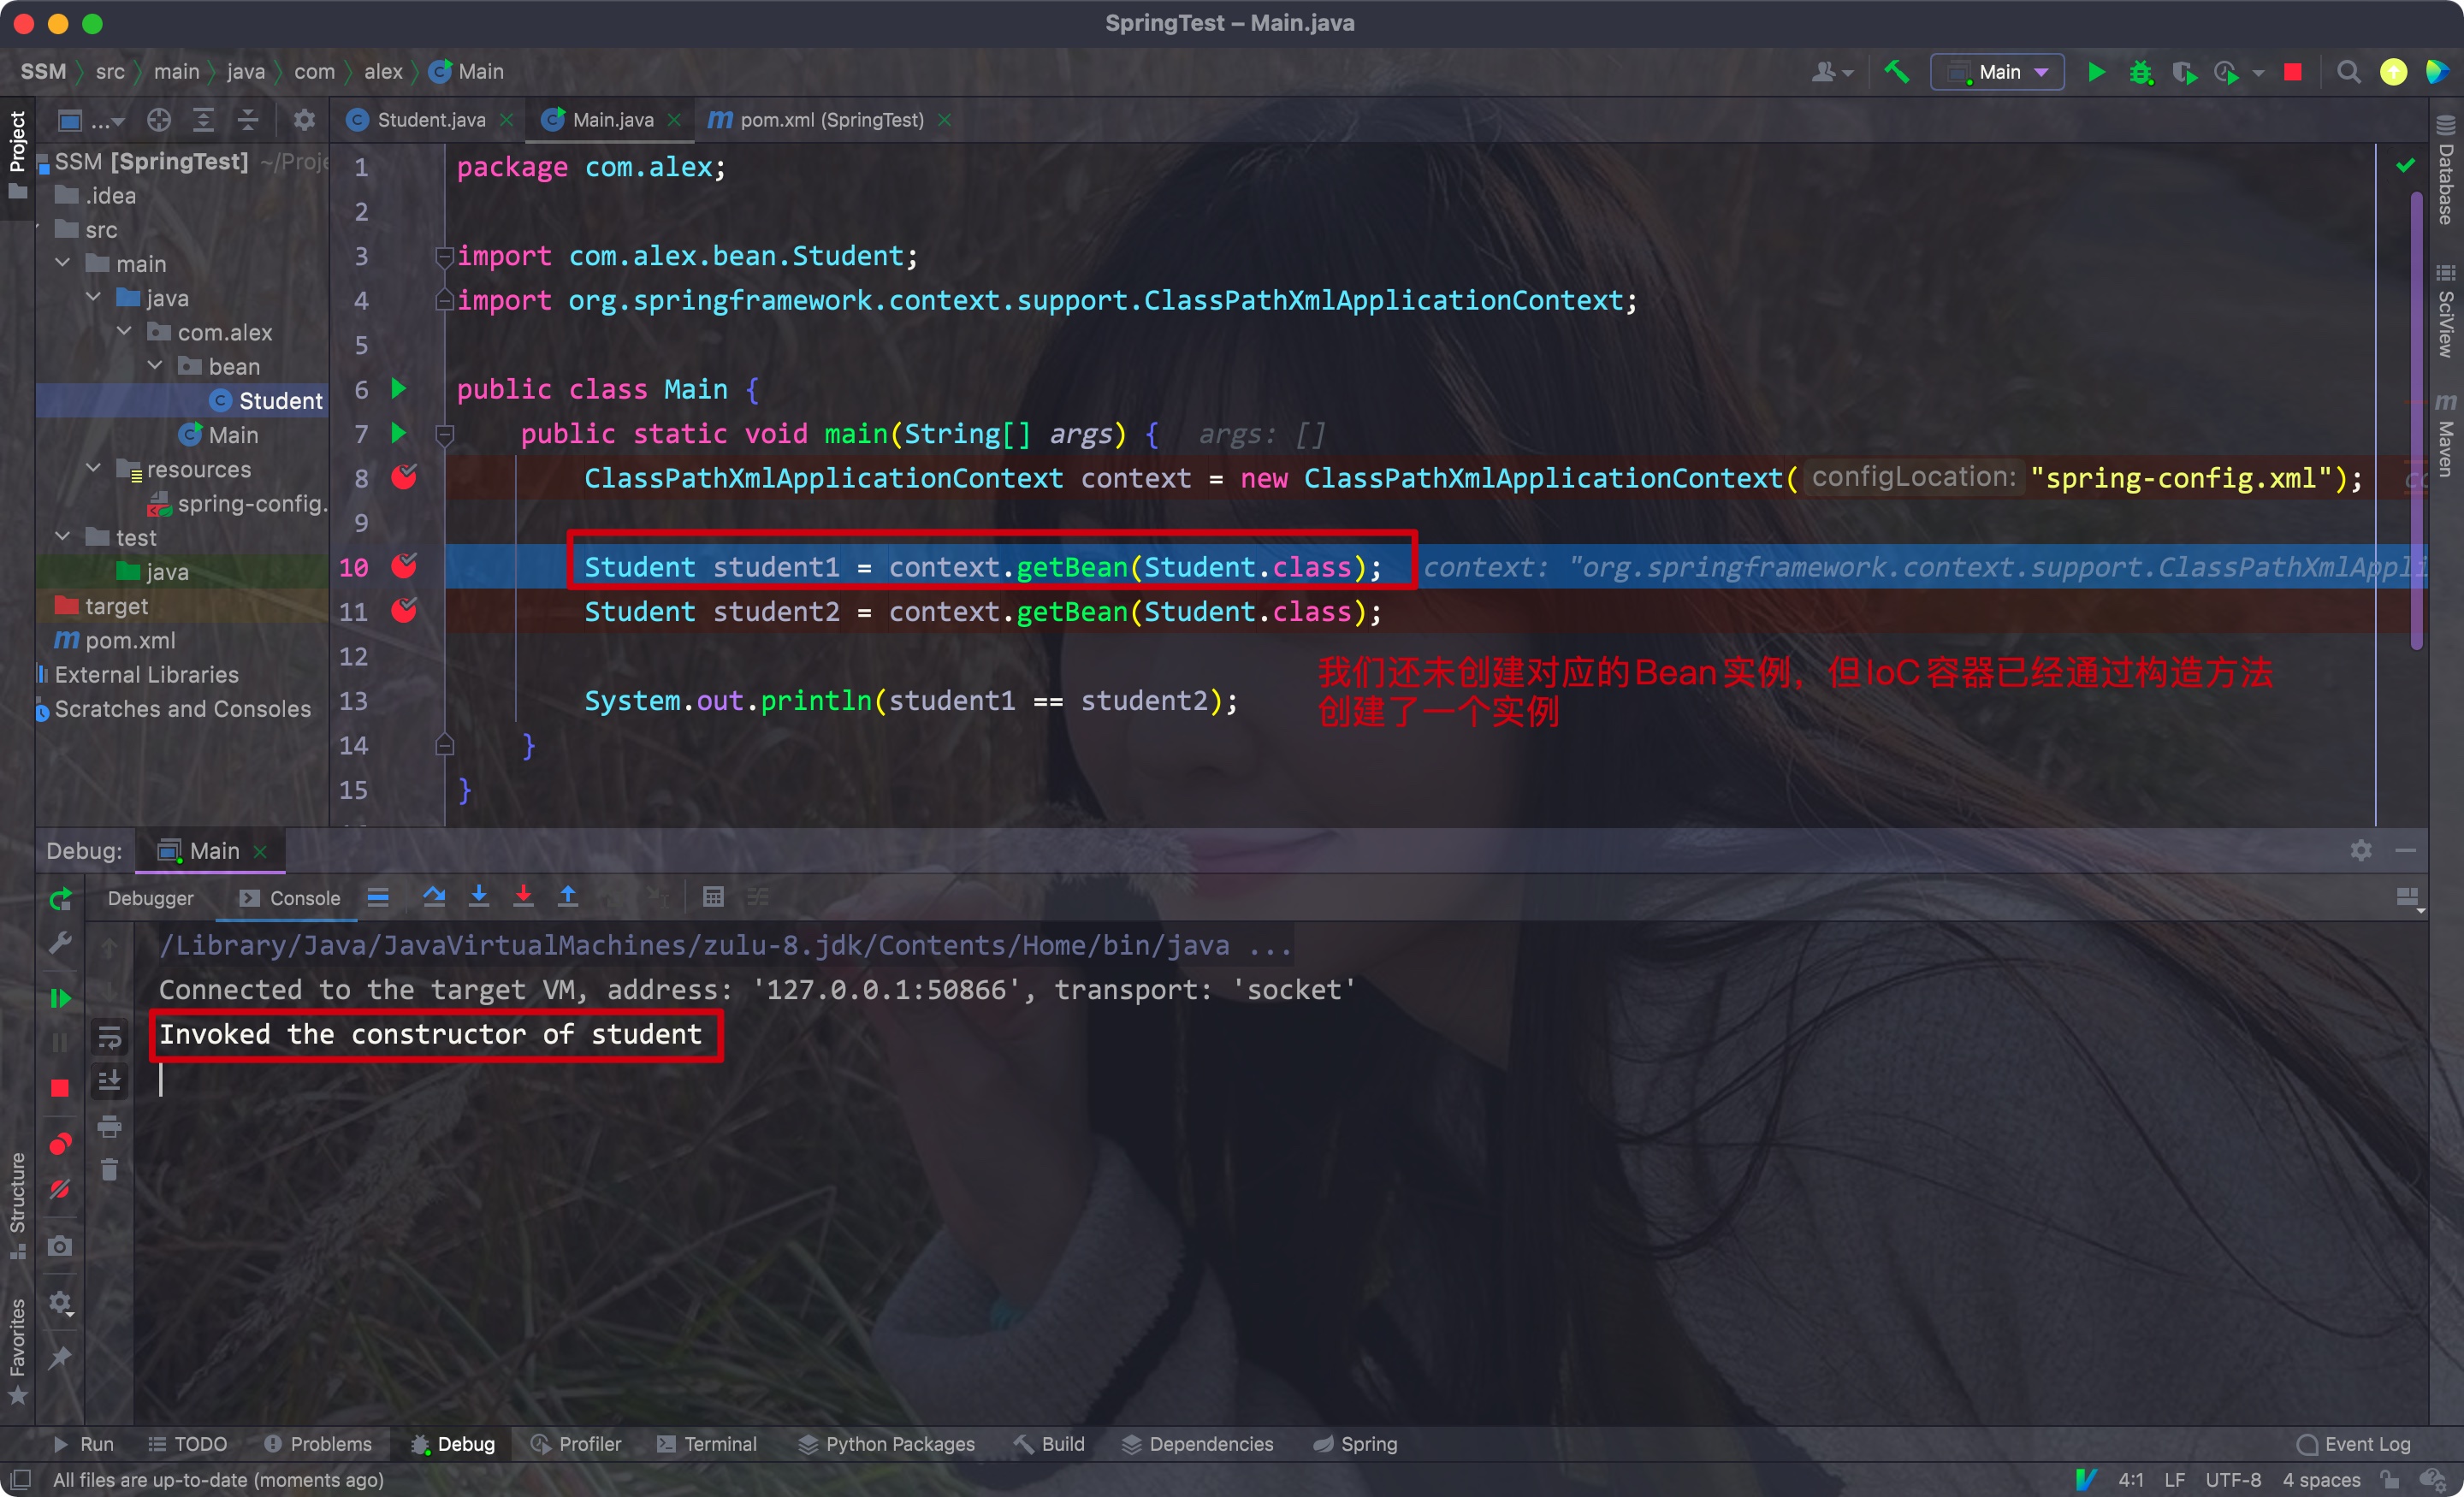 SpringTest – Main.java
SSM src main java com alex Main
Main
Project
...
Student.java
Main.java
pom.xml (SpringTest)
SSM [SpringTest] ~/Proje
.idea
src
main
java
com.alex
bean
Student
Main
resources
spring-config.
test
java
target
pom.xml
External Libraries
Scratches and Consoles
1 package com.alex;
2
3 import com.alex.bean.Student;
4 import org.springframework.context.support.ClassPathXmlApplicationContext;
5
6 public class Main {
7 public static void main(String[] args) { args: []
8 ClassPathXmlApplicationContext context = new ClassPathXmlApplicationContext( configLocation: "spring-config.xml"); co
9
10 Student student1 = context.getBean(Student.class); context: "org.springframework.context.support.ClassPathXmlAppli
11 Student student2 = context.getBean(Student.class);
12
13 System.out.println(student1 == student2);
14 }
15 }
我们还未创建对应的Bean实例，但IoC容器已经通过构造方法
创建了一个实例
Database
SciView
Maven
Debug: Main
Debugger Console
/Library/Java/JavaVirtualMachines/zulu-8.jdk/Contents/Home/bin/java ...
Connected to the target VM, address: '127.0.0.1:50866', transport: 'socket'
Invoked the constructor of student
Structure
Favorites
Run TODO Problems Debug Profiler Terminal Python Packages Build Dependencies Spring Event Log
All files are up-to-date (moments ago) 4:1 LF UTF-8 4 spaces